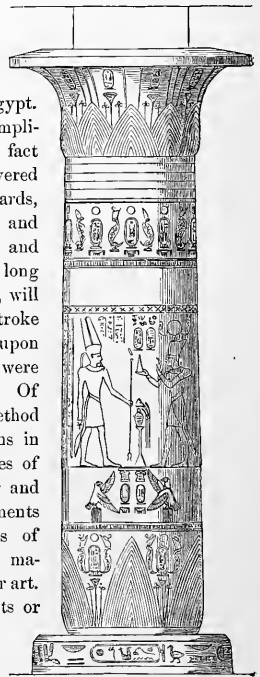 gypt.
mpli-
fact
vered
ards,
and
and
long
, will
troke
upon
were
Of
ethod
ns in
es of
and
ments
s of
ma-
r art.
ts or